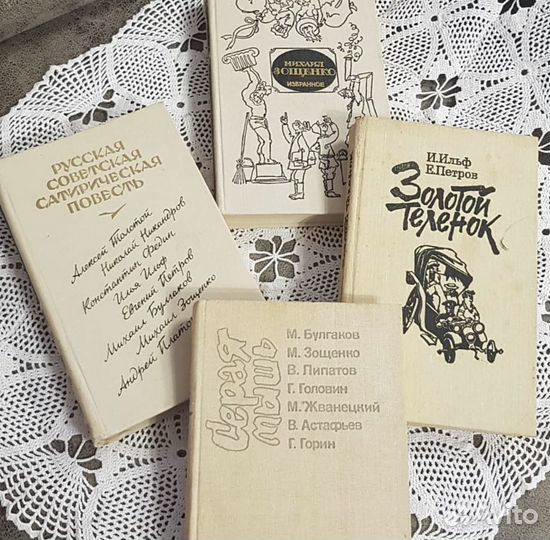 МИХАИЛ
ЗОЩЕНКО
ИЗБРАННОЕ
РУССКАЯ
СОВЕТСКАЯ
САТИРИЧЕСКАЯ
ПОВЕСТЬ
Алексей Толстой
Николай Никандров
Константин Федин
Илья Ильф
Евгений Петров
Михаил Булгаков
Михаил Зощенко
Андрей
И.Ильф
Е.Петров
Золотой
теленок
Серая
мышь
М. Булгаков
М. Зощенко
В. Липатов
Г. Головин
М. Жванецкий
В. Астафьев
Г. Горин
Avito